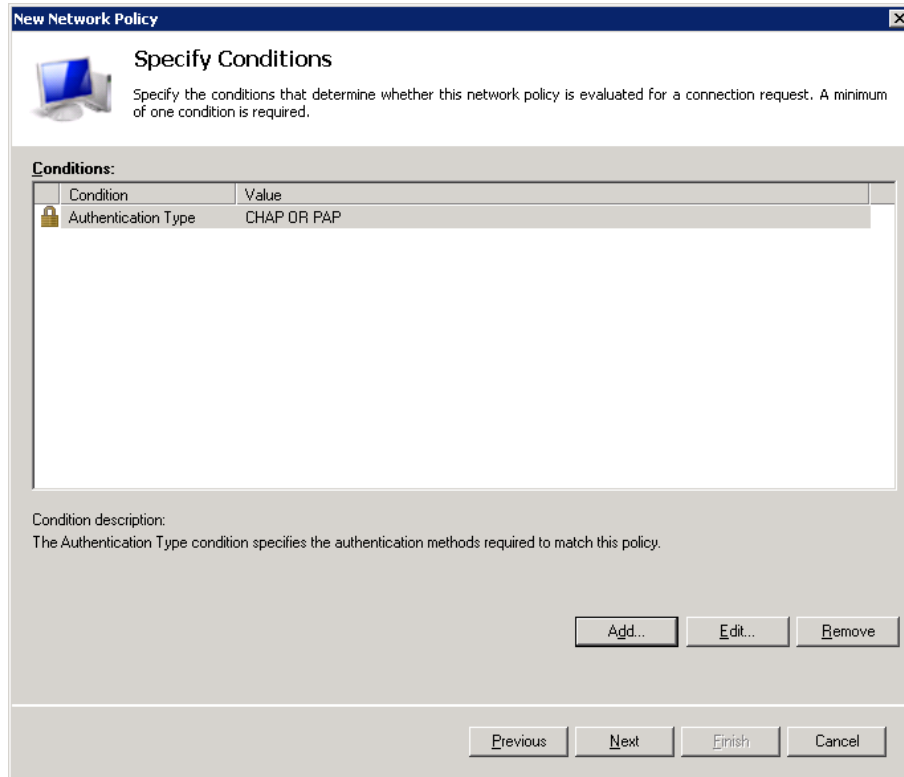 New Network Policy
Specify Conditions
Specify the conditions that determine whether this network policy is evaluated for a connection request. A minimum
of one condition is required.
Conditions:
Condition Value
Authentication Type CHAP OR PAP
Condition description:
The Authentication Type condition specifies the authentication methods required to match this policy.
Add... Edit... Remove
Previous Next Finish Cancel